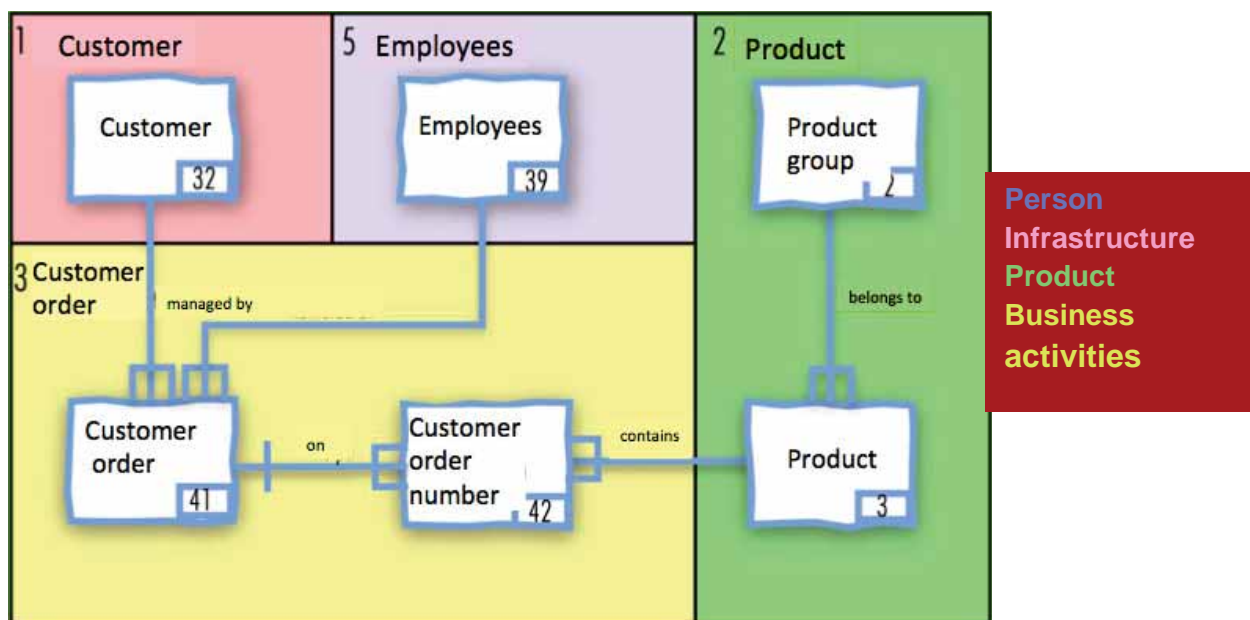 1 Customer
5 Employees
2 Product
Customer
32
Employees
39
Product
group
2
3 Customer
order
managed by
belongs to
Customer
order
41
on
Customer
order
number
42
contains
Product
3
Person
Infrastructure
Product
Business
activities